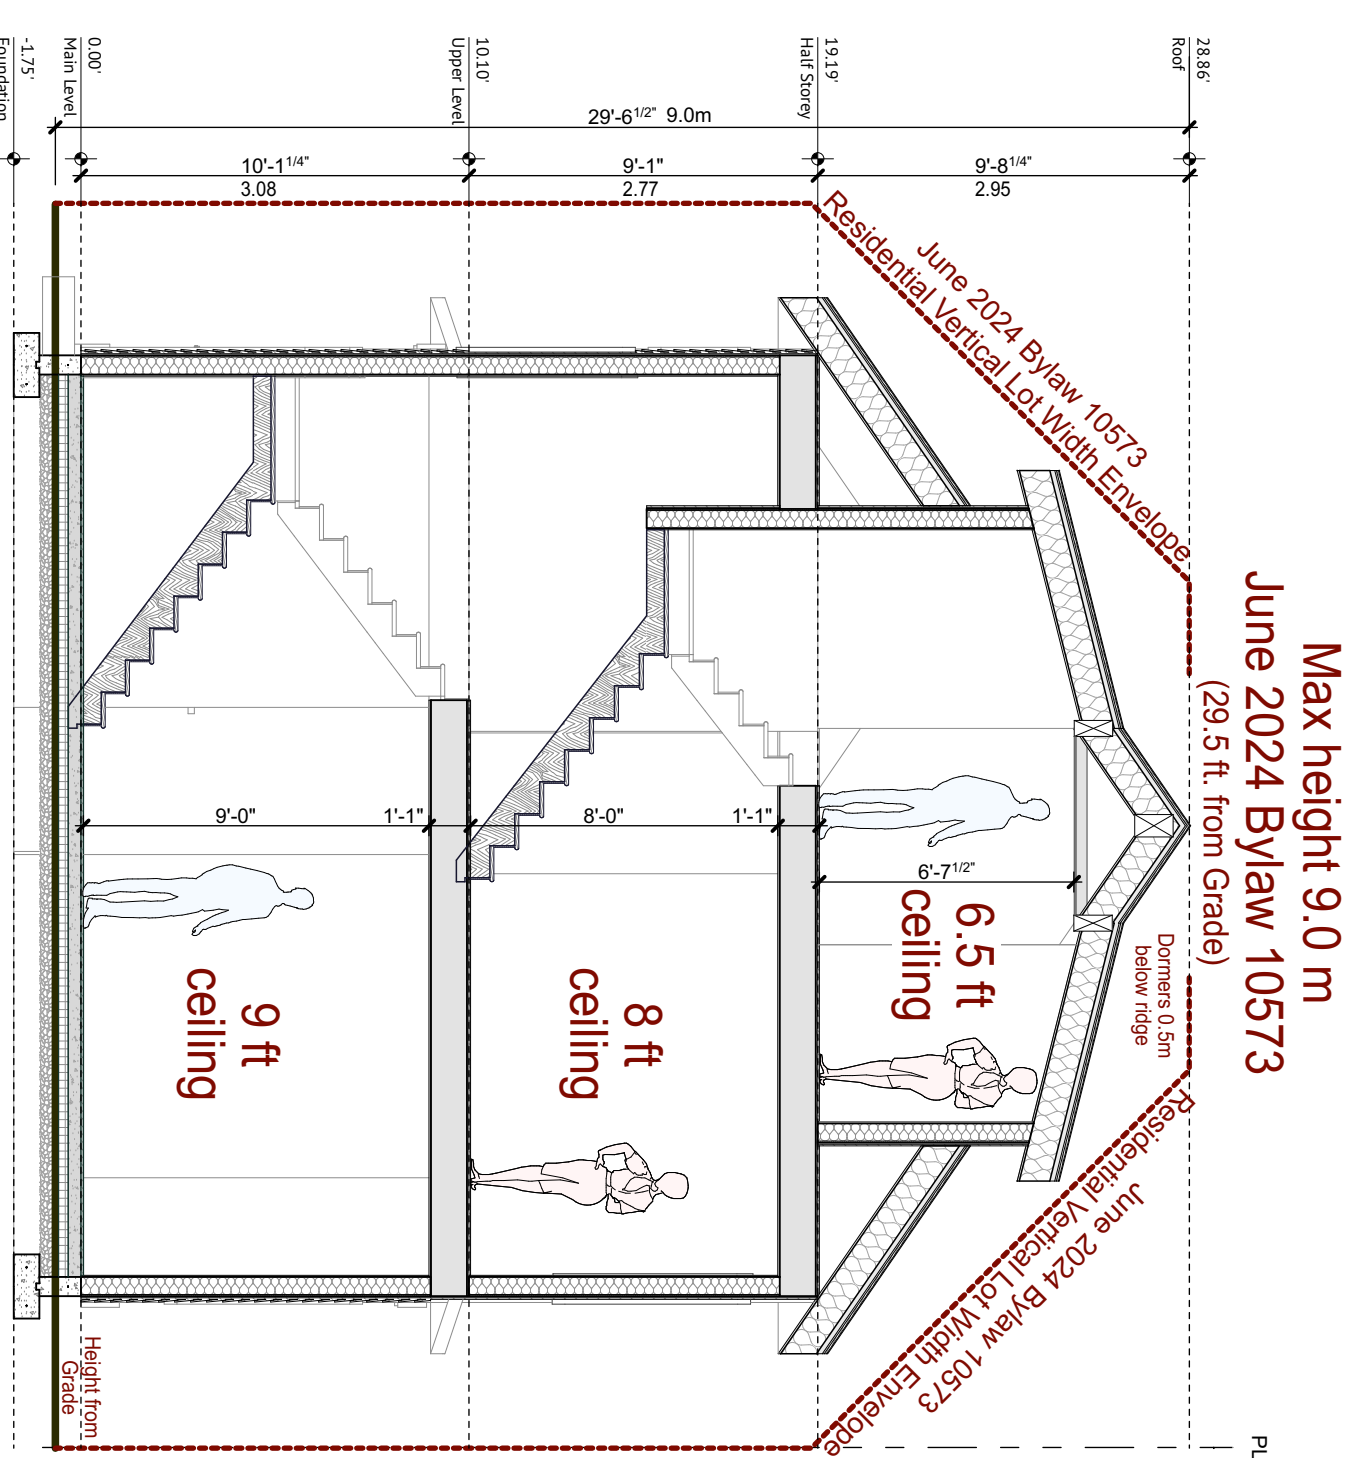 Max height 9.0 m
June 2024 Bylaw 10573
(29.5 ft. from Grade)
PL
28.86'
Roof
19.19'
Half Storey
10.10'
Upper Level
0.00'
Main Level
-1.75'
Foundation
29'-6 1/2" 9.0m
9'-8 1/4"
2.95
9'-1"
2.77
10'-1 1/4"
3.08
June 2024 Bylaw 10573
Residential Vertical Lot Width Envelope
Residential Vertical Lot Width Envelope
June 2024 Bylaw 10573
Dormers 0.5m
below ridge
6'-7 1/2"
6.5 ft
ceiling
1'-1"
8'-0"
8 ft
ceiling
1'-1"
9'-0"
9 ft
ceiling
Height from
Grade